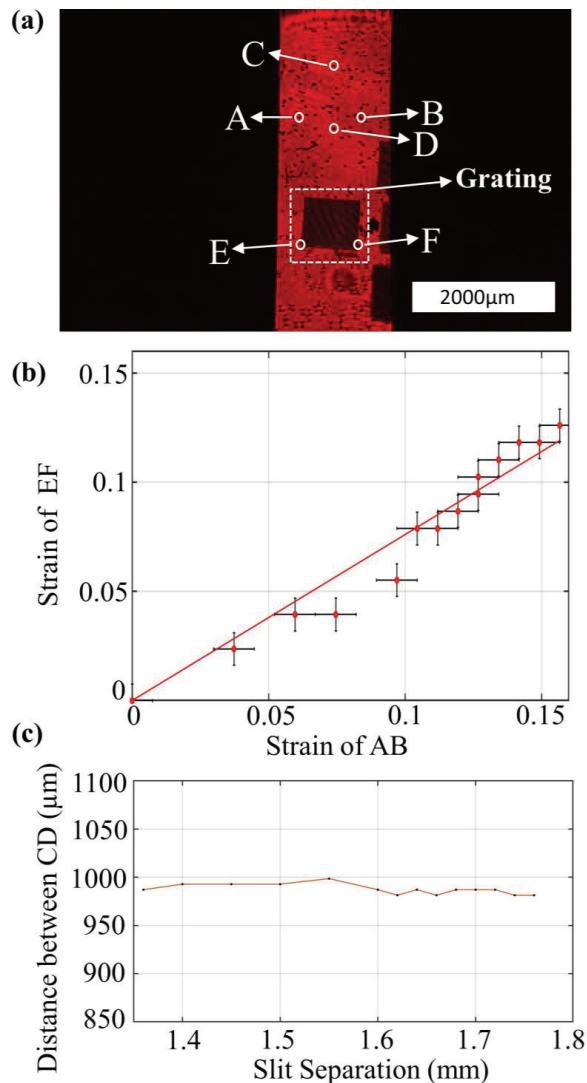 (a)
C
A
B
D
Grating
E
F
2000µm
(b)
0.15
0.1
0.05
0
Strain of EF
0
0.05
0.1
0.15
Strain of AB
(c)
1100
1050
1000
950
900
850
Distance between CD (µm)
1.4
1.5
1.6
1.7
1.8
Slit Separation (mm)